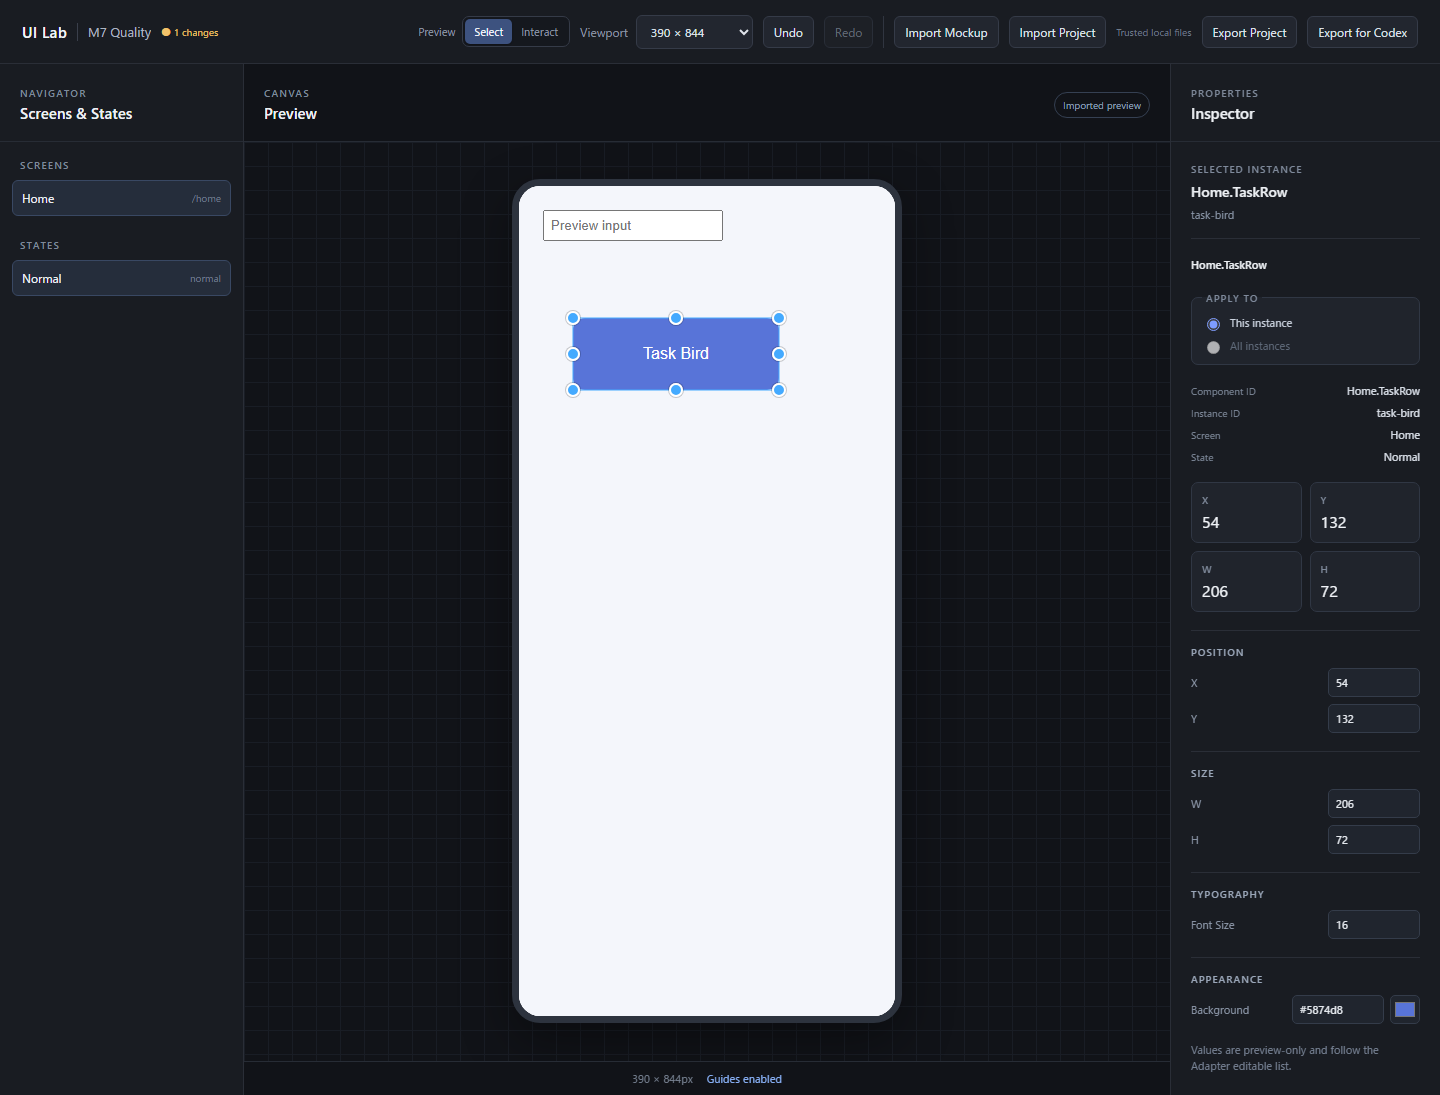 UI Lab
M7 Quality
1 changes
Preview
Select
Interact
Viewport
390 × 844
Undo
Redo
Import Mockup
Import Project
Trusted local files
Export Project
Export for Codex
NAVIGATOR
Screens & States
SCREENS
Home
/home
STATES
Normal
normal
CANVAS
Preview
Imported preview
Preview input
Task Bird
390 × 844px
Guides enabled
PROPERTIES
Inspector
SELECTED INSTANCE
Home.TaskRow
task-bird
Home.TaskRow
APPLY TO
This instance
All instances
Component ID
Home.TaskRow
Instance ID
task-bird
Screen
Home
State
Normal
X
54
Y
132
W
206
H
72
POSITION
X
54
Y
132
SIZE
W
206
H
72
TYPOGRAPHY
Font Size
16
APPEARANCE
Background
#5874d8
Values are preview-only and follow the
Adapter editable list.